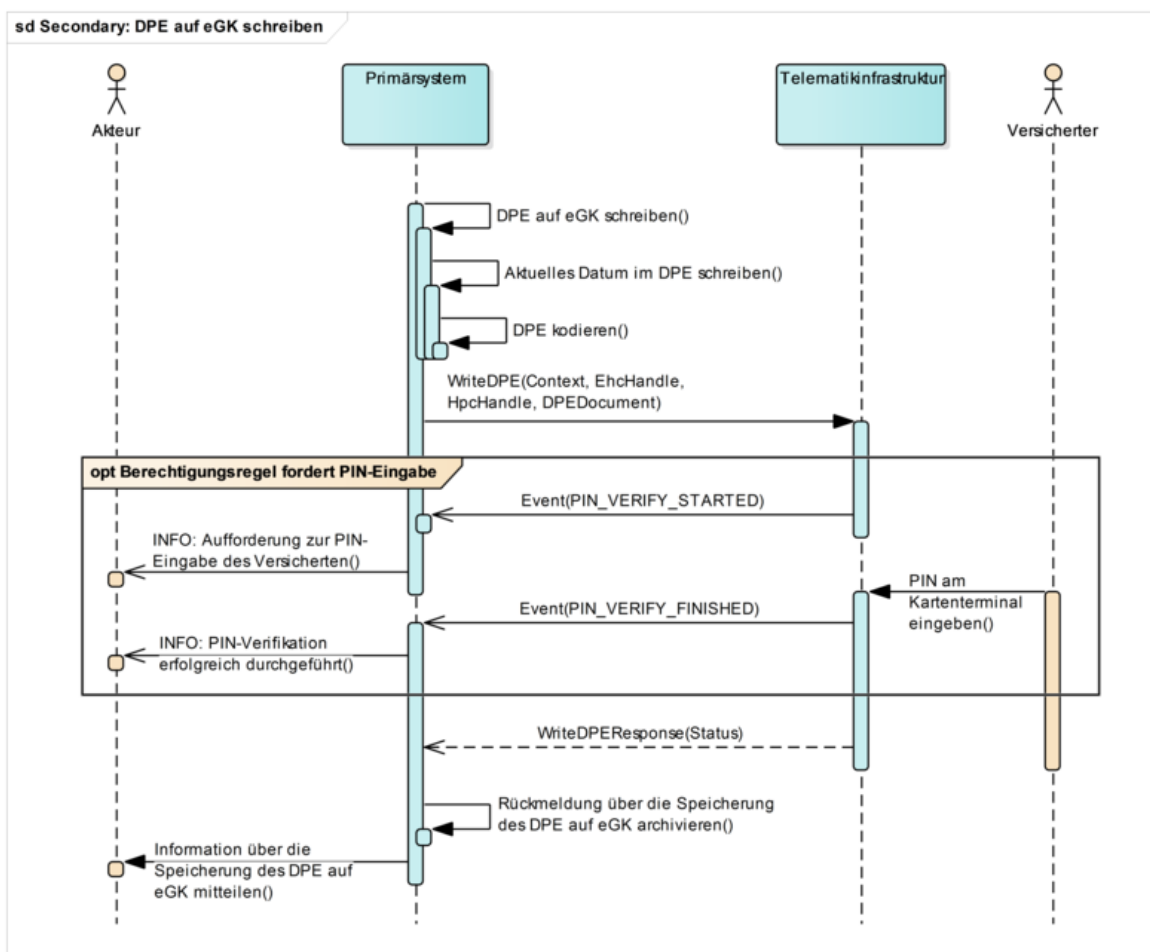 sd Secondary: DPE auf eGK schreiben
Akteur
Primärsystem
Telematikinfrastruktur
Versicherter
DPE auf eGK schreiben()
Aktuelles Datum im DPE schreiben()
DPE kodieren()
WriteDPE(Context, EhcHandle,
HpcHandle, DPEDocument)
opt Berechtigungsregel fordert PIN-Eingabe
Event(PIN_VERIFY_STARTED)
INFO: Aufforderung zur PIN-
Eingabe des Versicherten()
PIN am
Kartenterminal
eingeben()
Event(PIN_VERIFY_FINISHED)
INFO: PIN-Verifikation
erfolgreich durchgeführt()
WriteDPEResponse(Status)
Rückmeldung über die Speicherung
des DPE auf eGK archivieren()
Information über die
Speicherung des DPE auf
eGK mitteilen()